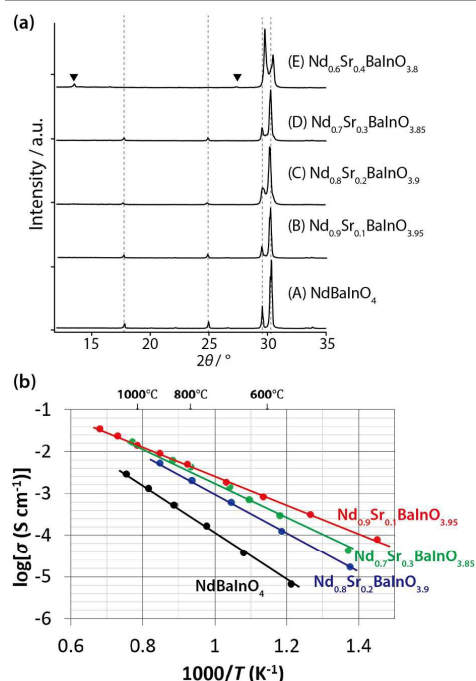 (a)
(E) Nd0.6Sr0.4BaInO3.8
(D) Nd0.7Sr0.3BaInO3.85
(C) Nd0.8Sr0.2BaInO3.9
(B) Nd0.9Sr0.1BaInO3.95
(A) NdBaInO4
Intensity / a.u.
15 20 25 30 35
2θ / °
(b)
1000°C 800°C 600°C
-1
-2
-3
-4
-5
-6
log[σ (S cm-1)]
Nd0.9Sr0.1BaInO3.95
Nd0.7Sr0.3BaInO3.85
Nd0.8Sr0.2BaInO3.9
NdBaInO4
0.6 0.8 1 1.2 1.4
1000/T (K-1)